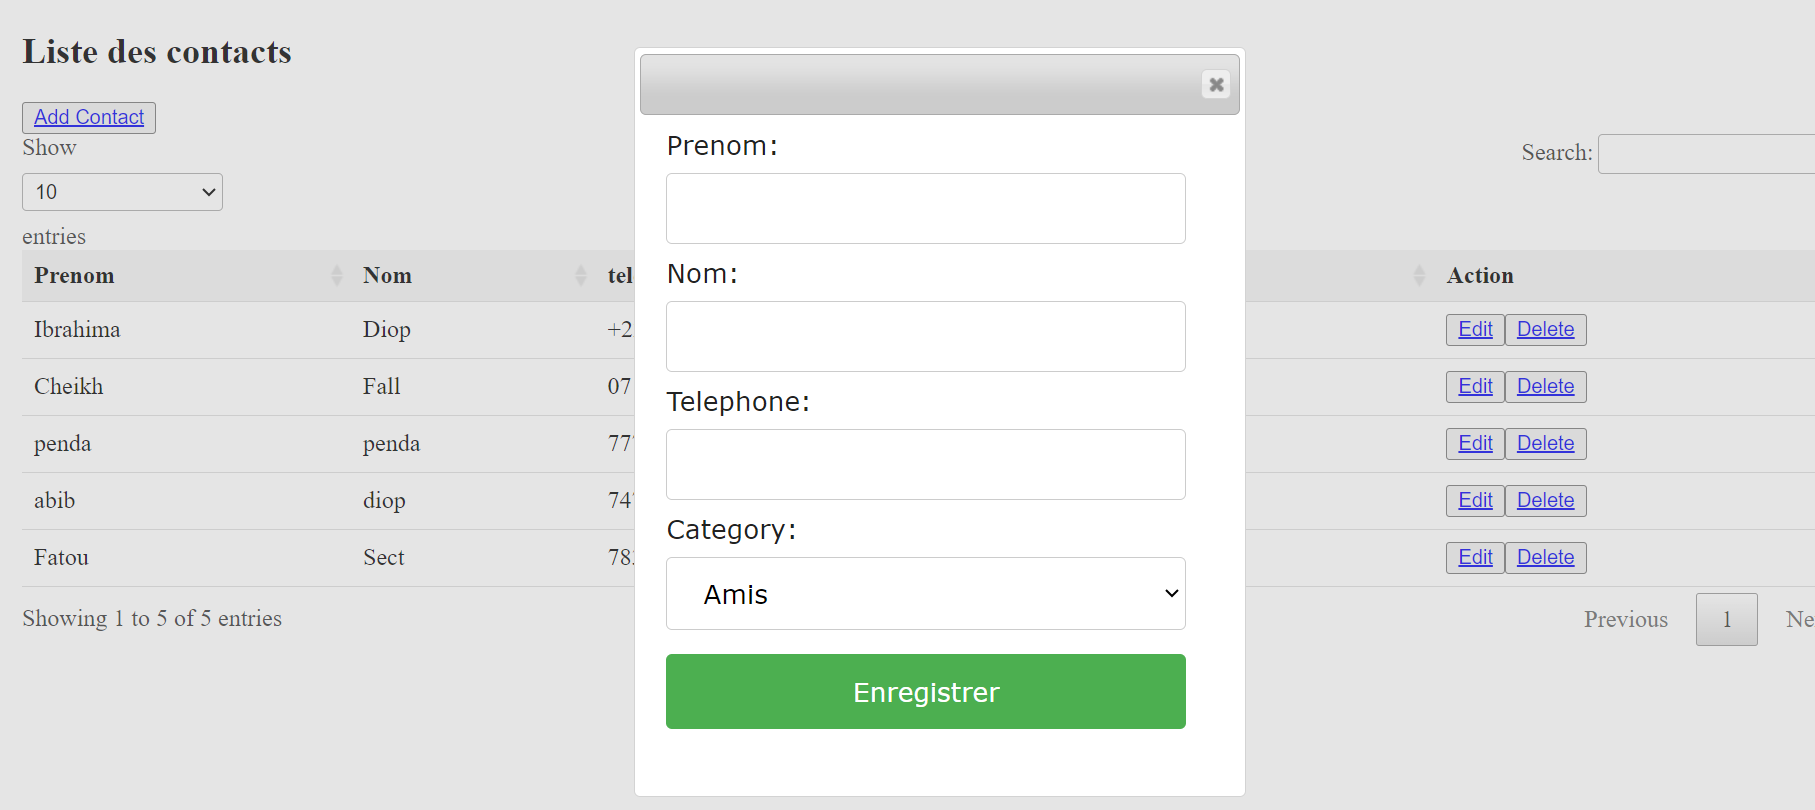 Liste des contacts
Add Contact
Show
10
entries
Search:
Prenom Nom tel Action
Ibrahima Diop +2 Edit Delete
Cheikh Fall 07 Edit Delete
penda penda 777 Edit Delete
abib diop 747 Edit Delete
Fatou Sect 78 Edit Delete
Showing 1 to 5 of 5 entries
Previous 1 Ne
Prenom:
Nom:
Telephone:
Category:
Amis
Enregistrer